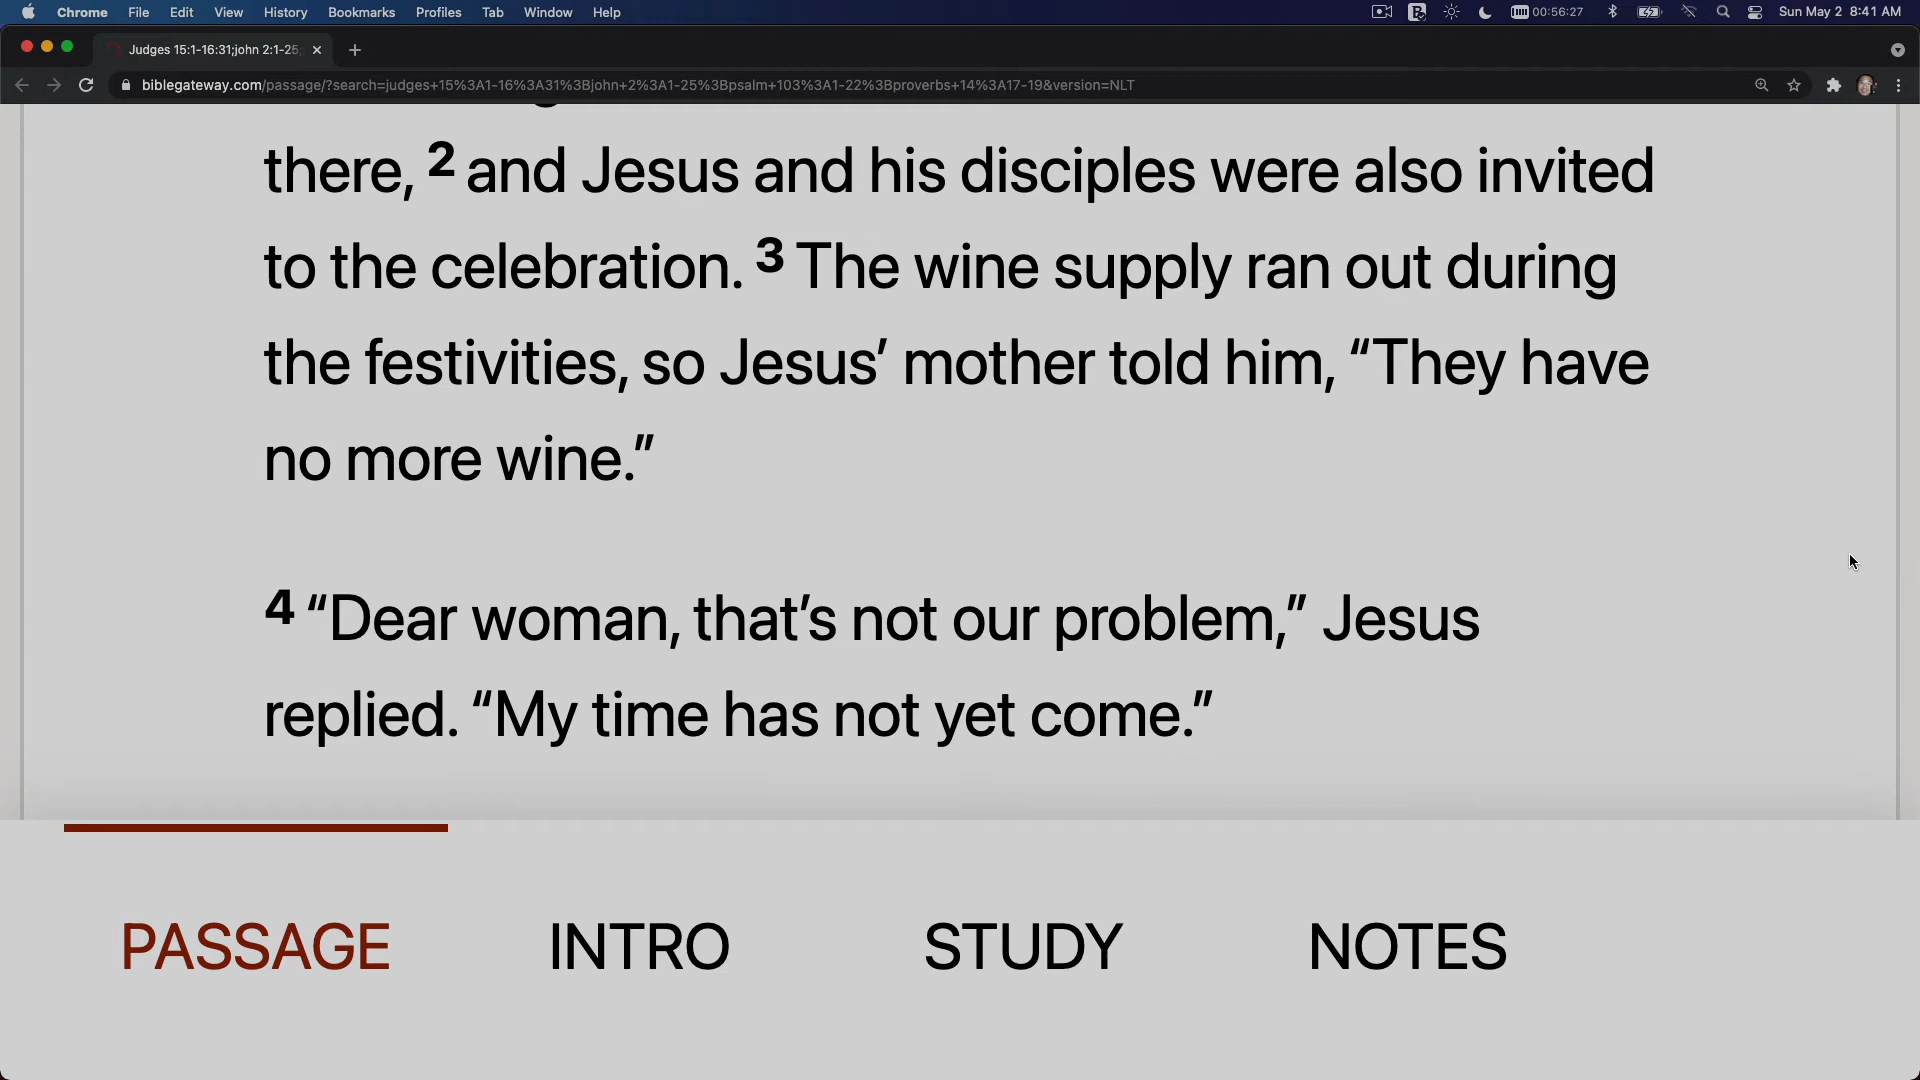 Chrome File Edit View History Bookmarks Profiles Tab Window Help 00:56:27 Sun May 2 8:41 AM
Judges 15:1-16:31;john 2:1-25;
biblegateway.com/passage/?search=judges+15%3A1-16%3A31%3Bjohn+2%3A1-25%3Bpsalm+103%3A1-22%3Bproverbs+14%3A17-19&version=NLT
there, 2 and Jesus and his disciples were also invited
to the celebration. 3 The wine supply ran out during
the festivities, so Jesus’ mother told him, “They have
no more wine.”
4 “Dear woman, that’s not our problem,” Jesus
replied. “My time has not yet come.”
PASSAGE INTRO STUDY NOTES